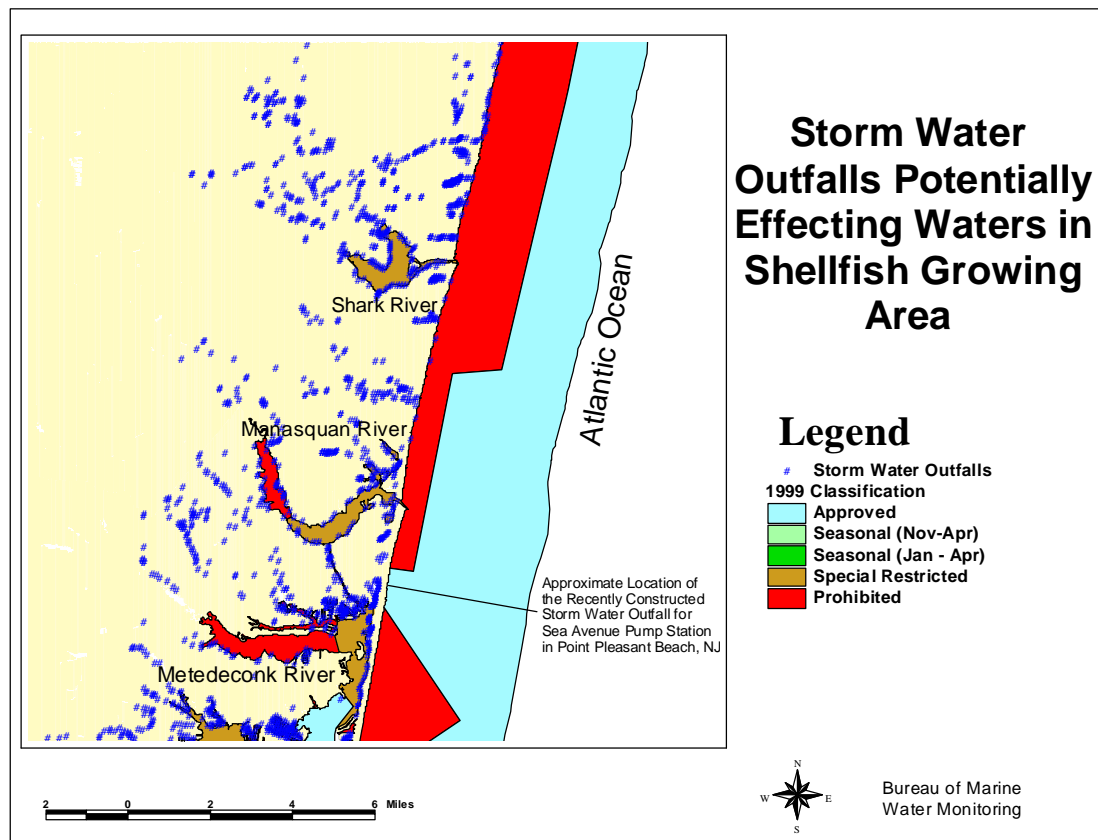 Storm Water
Outfalls Potentially
Effecting Waters in
Shellfish Growing
Area
Shark River
Atlantic Ocean
Manasquan River
Approximate Location of
the Recently Constructed
Storm Water Outfall for
Sea Avenue Pump Station
in Point Pleasant Beach, NJ
Metedeconk River
Legend
# Storm Water Outfalls
1999 Classification
Approved
Seasonal (Nov-Apr)
Seasonal (Jan - Apr)
Special Restricted
Prohibited
2 0 2 4 6 Miles
N
W E
S
Bureau of Marine
Water Monitoring